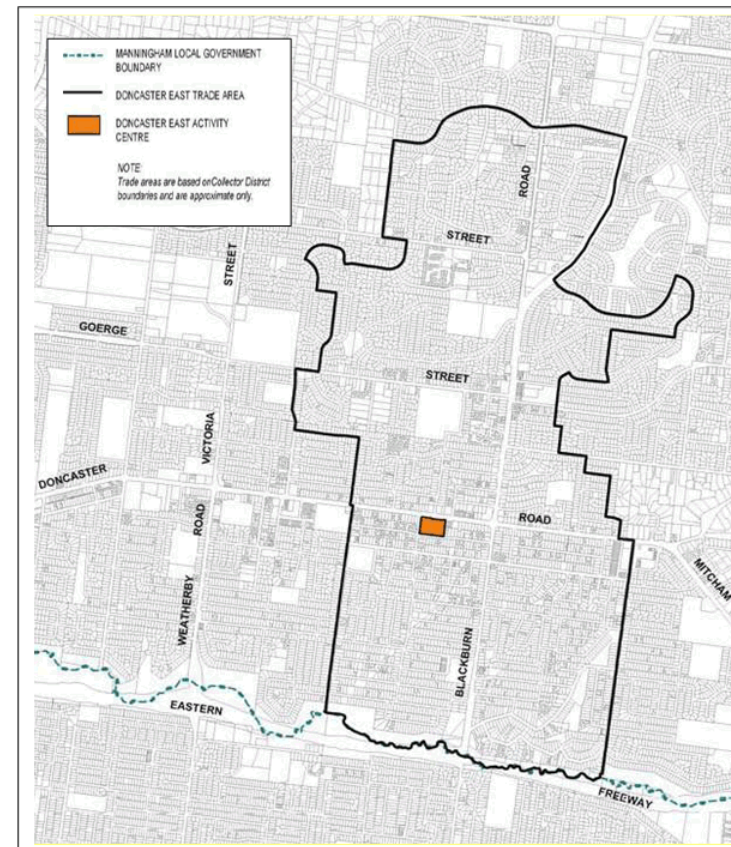 MANNINGHAM LOCAL GOVERNMENT
BOUNDARY
DONCASTER EAST TRADE AREA
DONCASTER EAST ACTIVITY
CENTRE
NOTE:
Trade areas are based onCollector District
boundaries and are approximate only.
ROAD
STREET
STREET
GOERGE
STREET
VICTORIA
DONCASTER
ROAD
ROAD
MITCHAM
WEATHERBY
BLACKBURN
EASTERN
FREEWAY